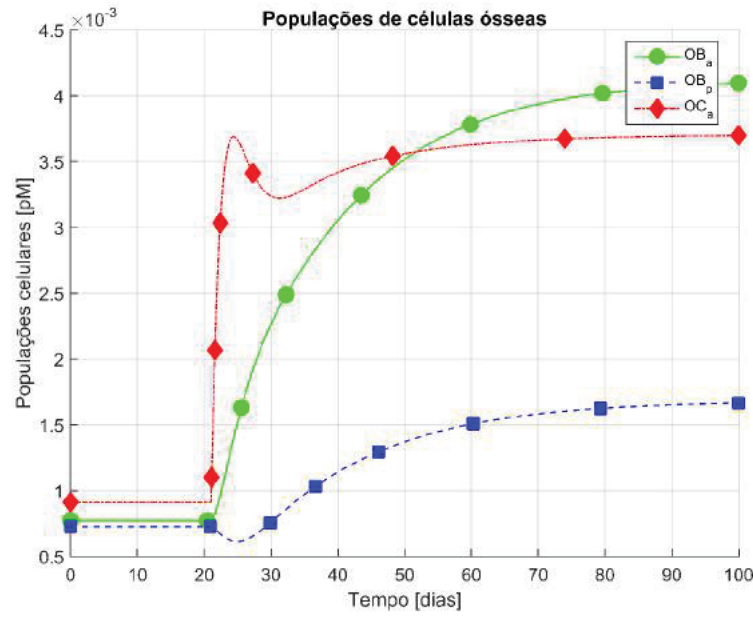 Populações de células ósseas
×10⁻³
4.5
4
3.5
3
2.5
2
1.5
1
0.5
Populações celulares [pM]
OBₐ
OBₚ
OCₐ
0 10 20 30 40 50 60 70 80 90 100
Tempo [dias]